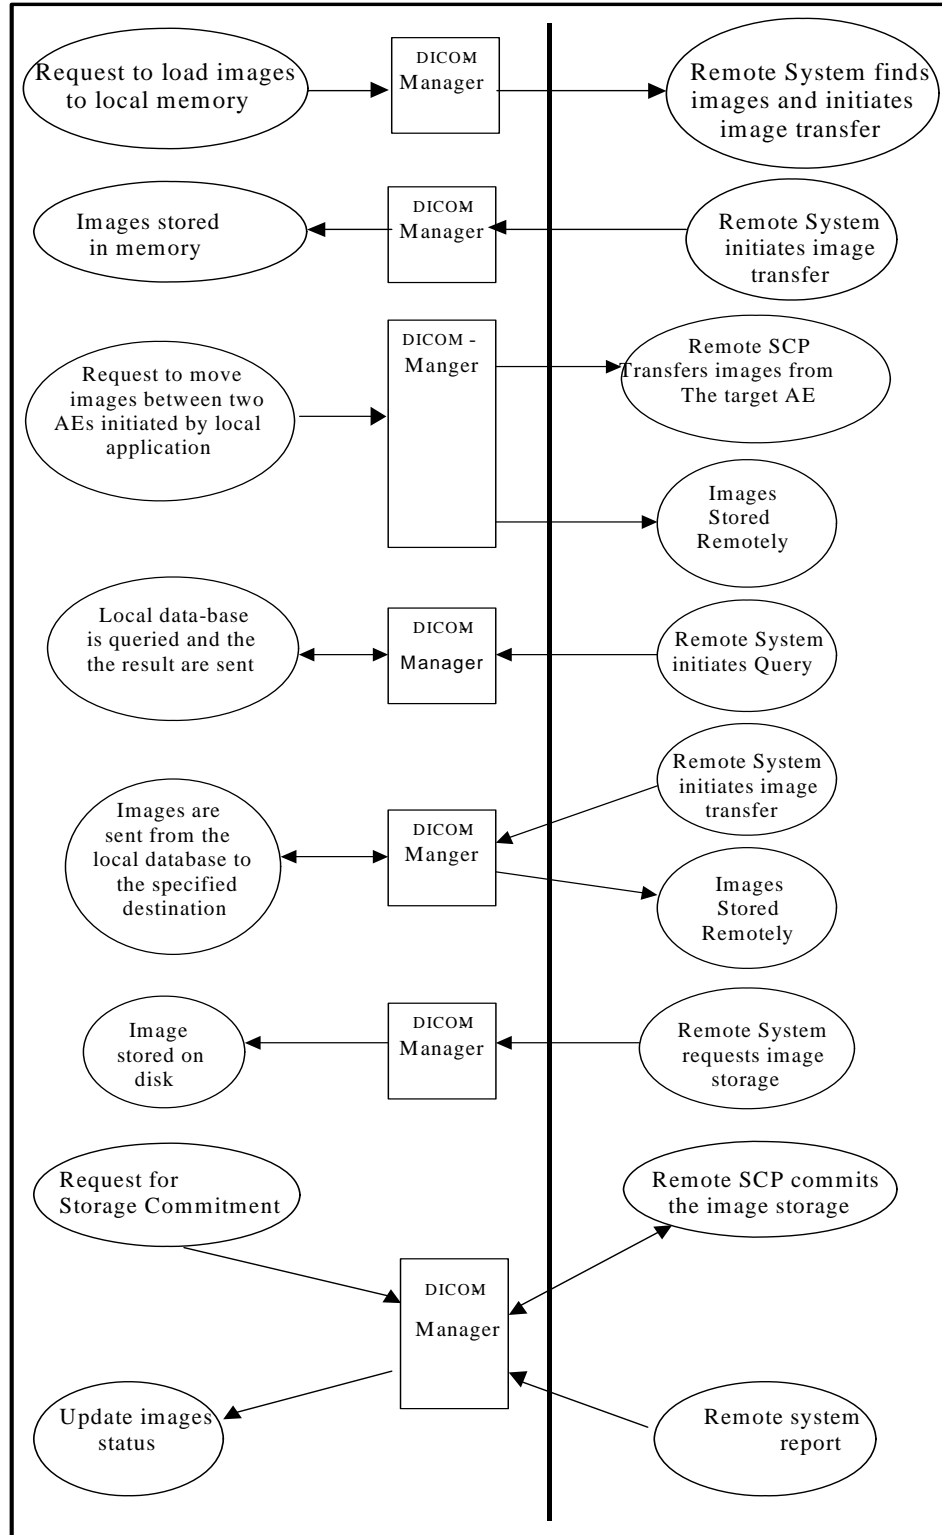 Request to load images
to local memory
DICOM-
Manager
Remote System finds
images and initiates
image transfer
Images stored
in memory
DICOM-
Manager
Remote System
initiates image
transfer
Request to move
images between two
AEs initiated by local
application
DICOM -
Manger
Remote SCP
Transfers images from
The target AE
Images
Stored
Remotely
Local data-base
is queried and the
the result are sent
DICOM-
Manager
Remote System
initiates Query
Images are
sent from the
local database to
the specified
destination
DICOM-
Manger
Remote System
initiates image
transfer
Images
Stored
Remotely
Image
stored on
disk
DICOM-
Manager
Remote System
requests image
storage
Request for
Storage Commitment
DICOM-
Manager
Remote SCP commits
the image storage
Update images
status
Remote system
report